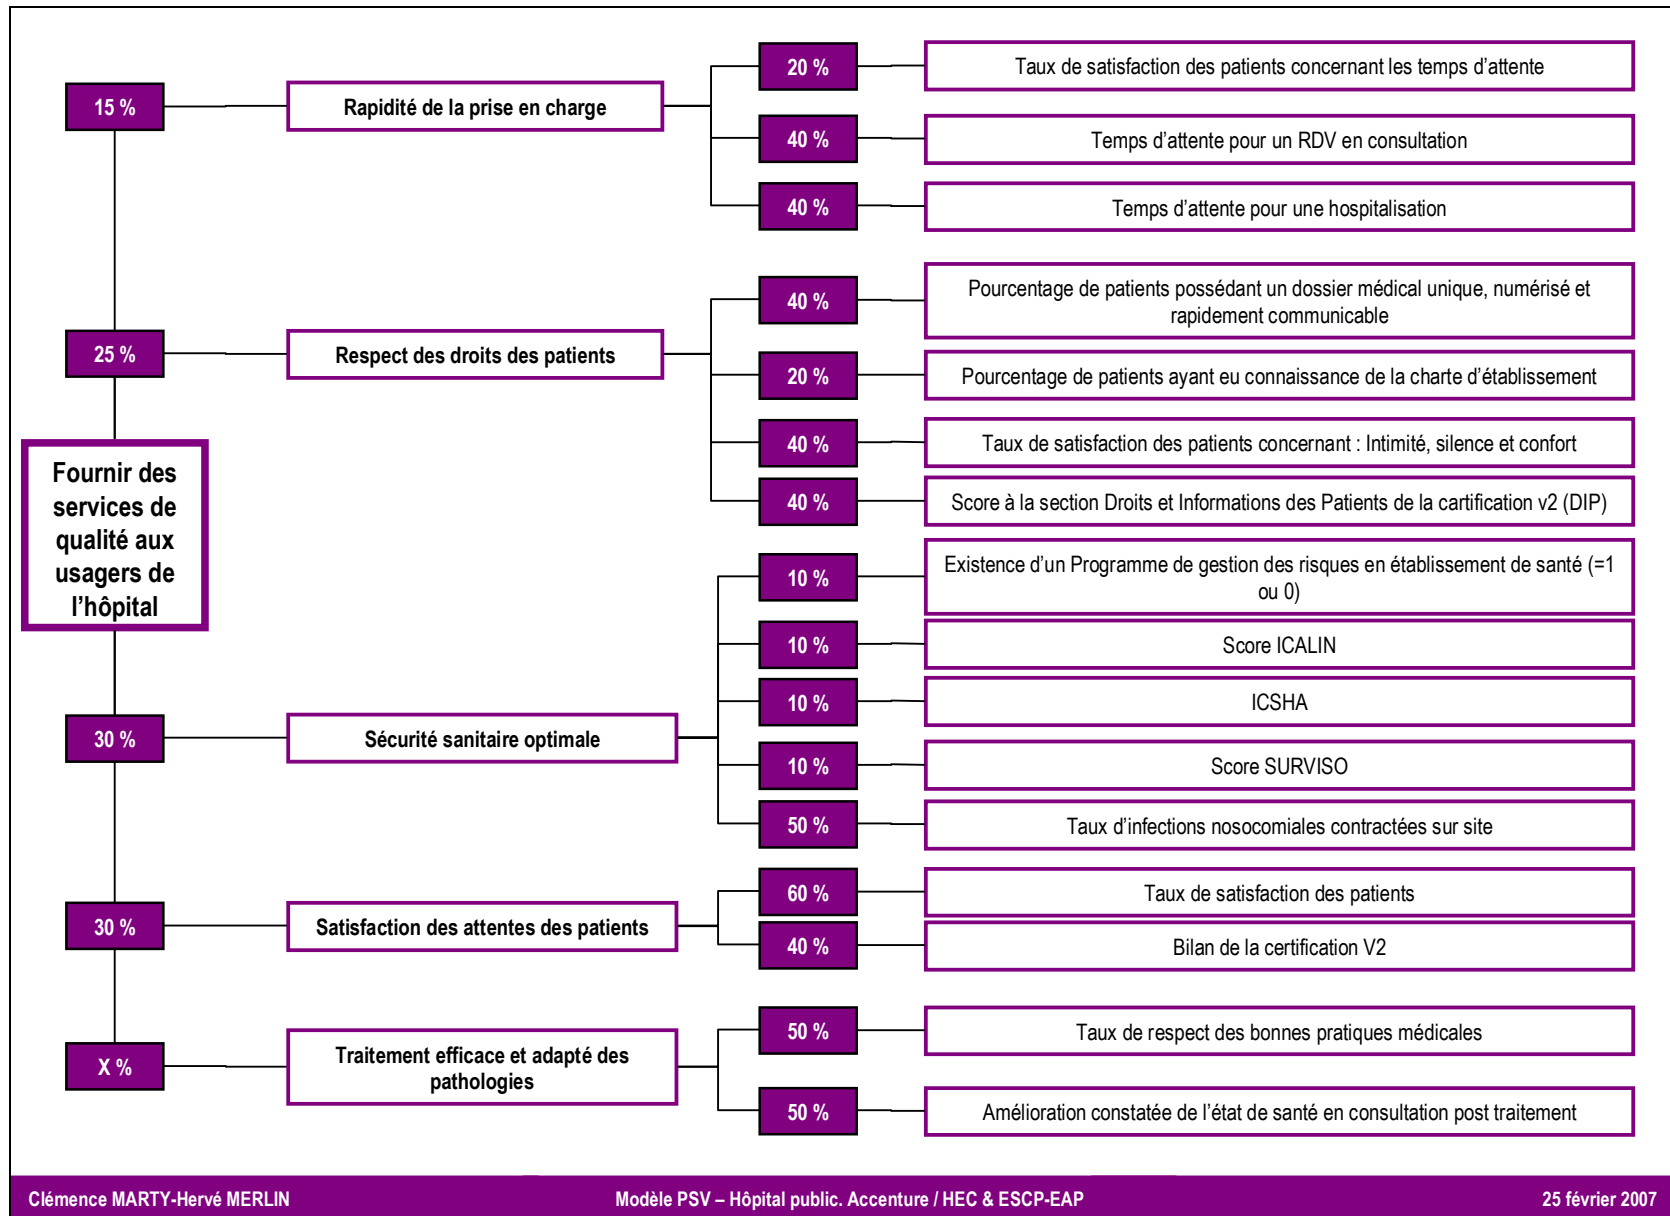 20 %
Taux de satisfaction des patients concernant les temps d'attente
15 %
Rapidité de la prise en charge
40 %
Temps d'attente pour un RDV en consultation
40 %
Temps d'attente pour une hospitalisation
40 %
Pourcentage de patients possédant un dossier médical unique, numérisé et
rapidement communicable
25 %
Respect des droits des patients
20 %
Pourcentage de patients ayant eu connaissance de la charte d'établissement
40 %
Taux de satisfaction des patients concernant : Intimité, silence et confort
40 %
Score à la section Droits et Informations des Patients de la cartification v2 (DIP)
Fournir des
services de
qualité aux
usagers de
l'hôpital
10 %
Existence d'un Programme de gestion des risques en établissement de santé (=1
ou 0)
10 %
Score ICALIN
10 %
ICSHA
30 %
Sécurité sanitaire optimale
10 %
Score SURVISO
50 %
Taux d'infections nosocomiales contractées sur site
60 %
Taux de satisfaction des patients
30 %
Satisfaction des attentes des patients
40 %
Bilan de la certification V2
50 %
Taux de respect des bonnes pratiques médicales
X %
Traitement efficace et adapté des
pathologies
50 %
Amélioration constatée de l'état de santé en consultation post traitement
Clémence MARTY-Hervé MERLIN
Modèle PSV – Hôpital public. Accenture / HEC & ESCP-EAP
25 février 2007